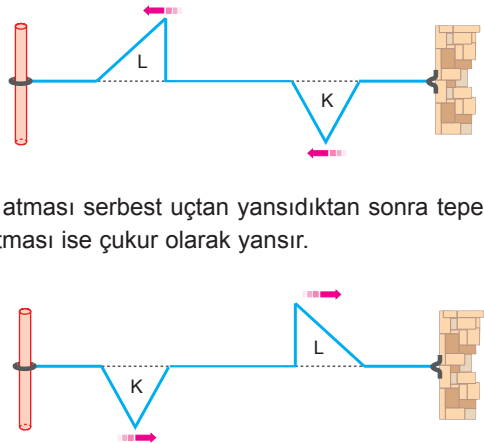 L
K
atması serbest uçtan yansıdıktan sonra tepe
tması ise çukur olarak yansır.
L
K